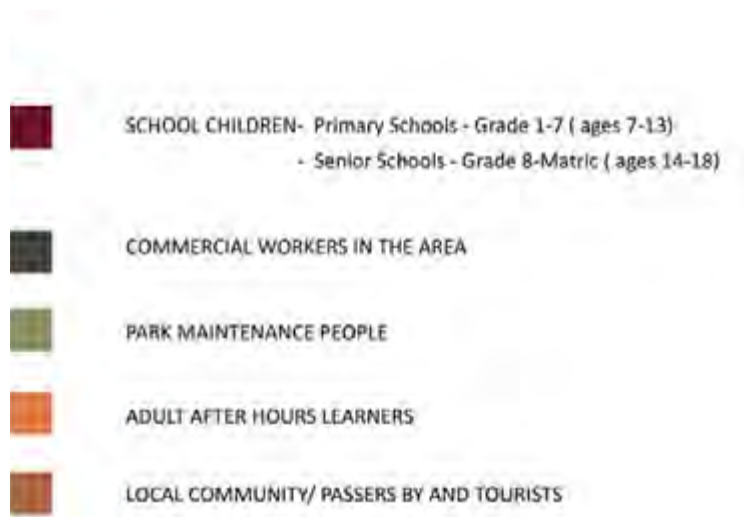 SCHOOL CHILDREN- Primary Schools - Grade 1-7 ( ages 7-13)
- Senior Schools - Grade 8-Matric ( ages 14-18)
COMMERCIAL WORKERS IN THE AREA
PARK MAINTENANCE PEOPLE
ADULT AFTER HOURS LEARNERS
LOCAL COMMUNITY/ PASSERS BY AND TOURISTS